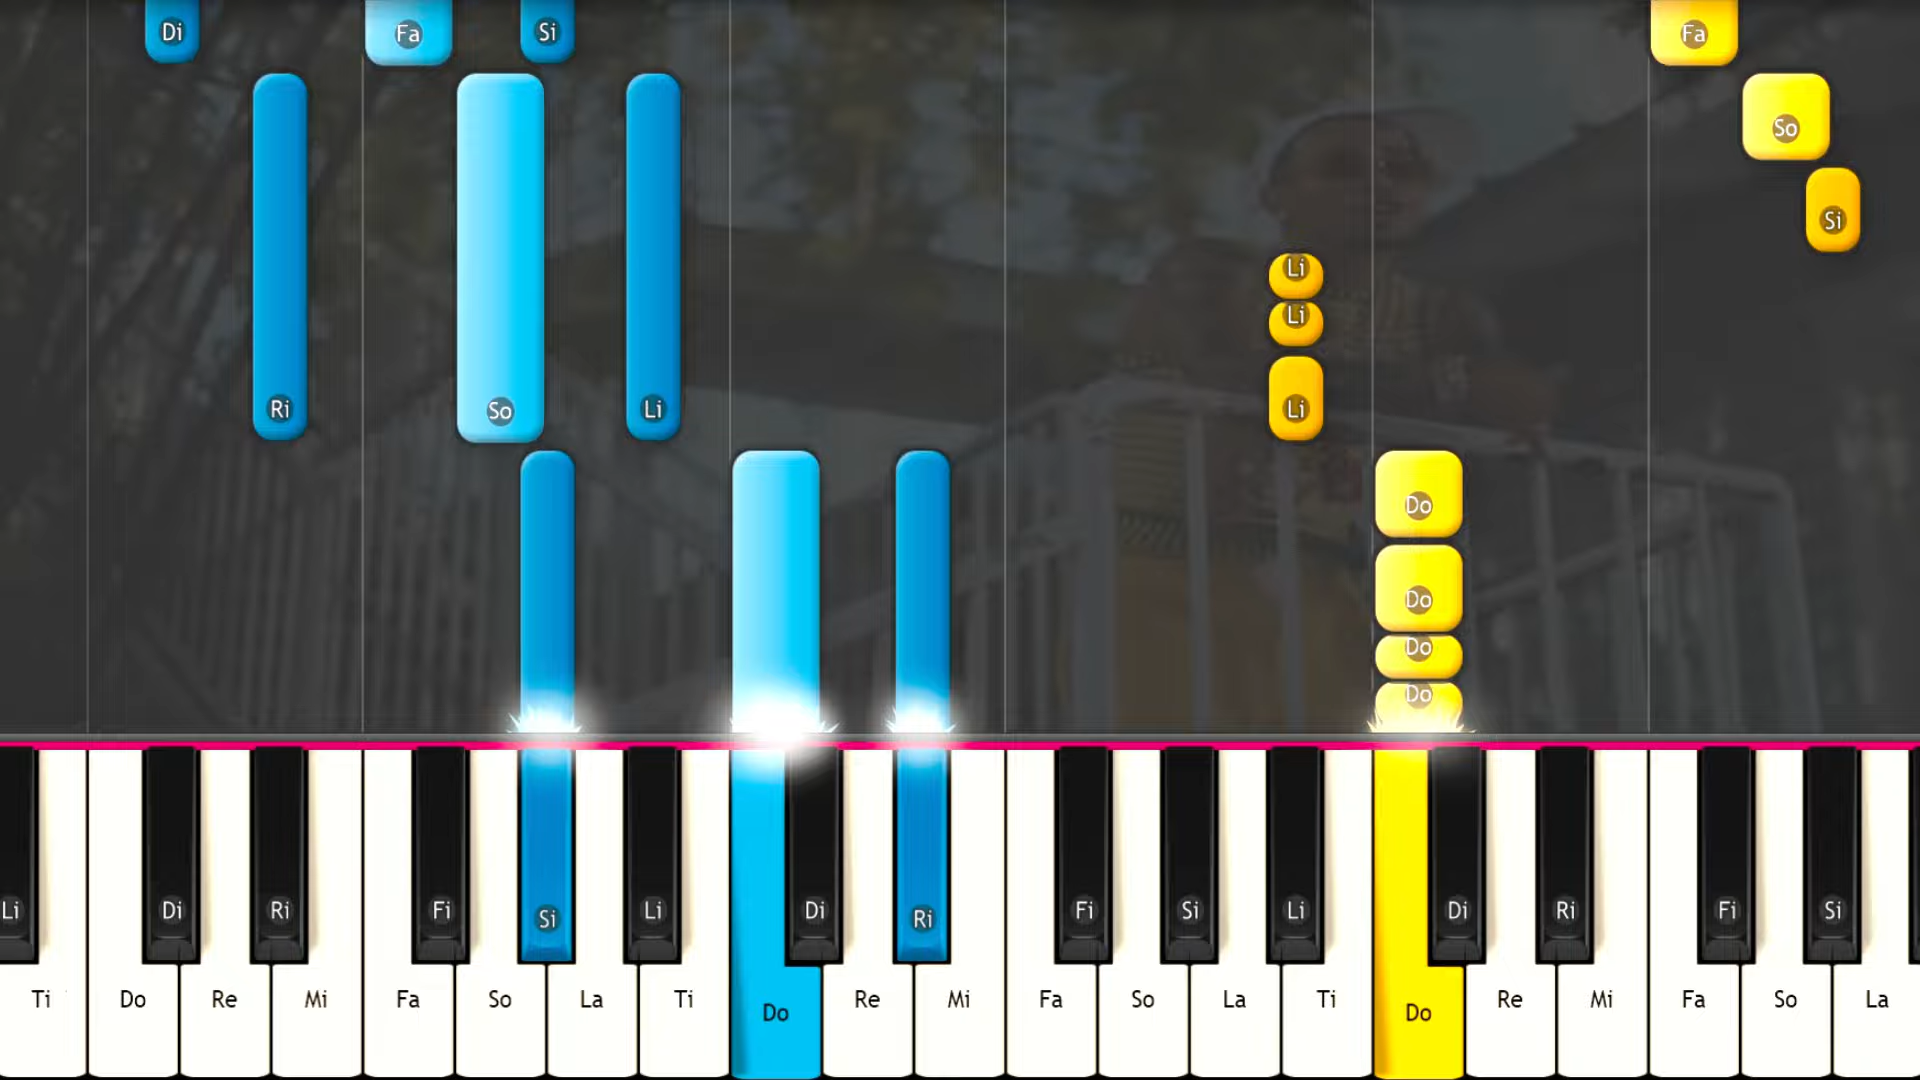 Di Fa Si Fa
So
Si
Li
Li
Ri So Li Li
Do
Do
Do
Do
Li Di Ri Fi Si Li Di Ri Fi Si Li Di Ri Fi Si
Ti Do Re Mi Fa So La Ti Do Re Mi Fa So La Ti Do Re Mi Fa So La